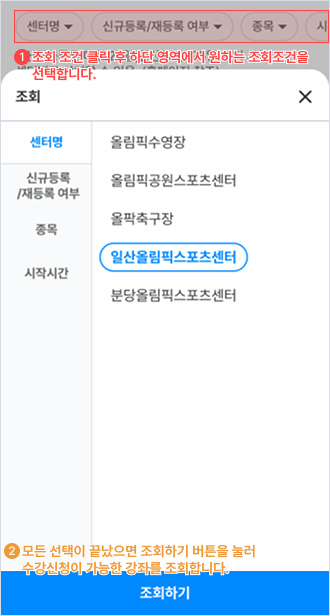 센터명
신규등록/재등록 여부
종목
시
1 조회 조건 클릭 후 하단 영역에서 원하는 조회조건을
선택합니다.
조회
센터명
신규등록
/재등록 여부
종목
시작시간
올림픽수영장
올림픽공원스포츠센터
올팍축구장
일산올림픽스포츠센터
분당올림픽스포츠센터
2 모든 선택이 끝났으면 조회하기 버튼을 눌러
수강신청이 가능한 강좌를 조회합니다.
조회하기